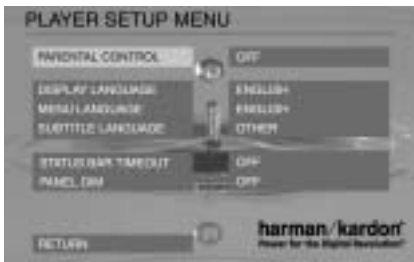 PLAYER SETUP MENU
PARENTAL CONTROL OFF
DISPLAY LANGUAGE ENGLISH
MENU LANGUAGE ENGLISH
SUBTITLE LANGUAGE OTHER
STATUS BAR TIMEOUT OFF
PANEL DIM OFF
RETURN
harman/kardon
Power for the Digital Revolution